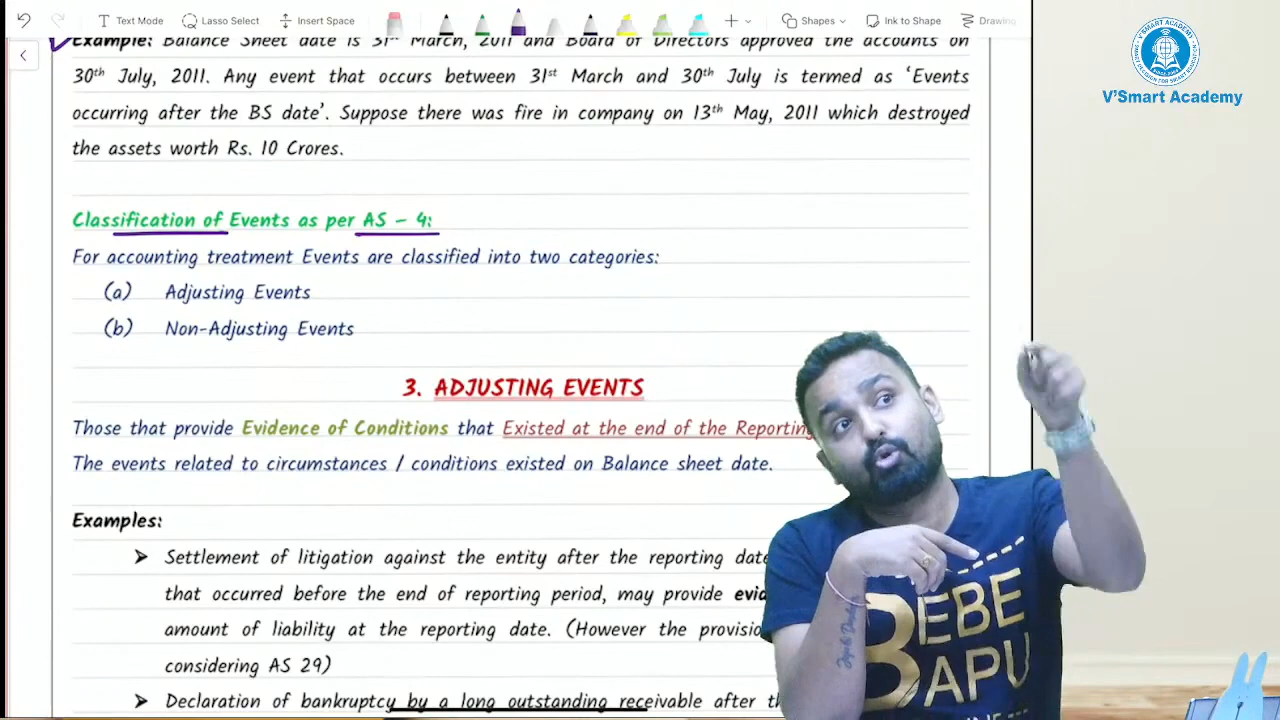 Text Mode Lasso Select Insert Space Shapes Ink to Shape Drawing
Example: Balance Sheet date is 31st March, 2011 and Board of Directors approved the accounts on
30th July, 2011. Any event that occurs between 31st March and 30th July is termed as ‘Events
occurring after the BS date’. Suppose there was fire in company on 13th May, 2011 which destroyed
the assets worth Rs. 10 Crores.
V'Smart Academy
Classification of Events as per AS – 4:
For accounting treatment Events are classified into two categories:
(a) Adjusting Events
(b) Non-Adjusting Events
3. ADJUSTING EVENTS
Those that provide Evidence of Conditions that Existed at the end of the Reporting
The events related to circumstances / conditions existed on Balance sheet date.
Examples:
➤ Settlement of litigation against the entity after the reporting date
that occurred before the end of reporting period, may provide
amount of liability at the reporting date. (However the
considering AS 29)
➤ Declaration of bankruptcy by a long outstanding receivable after
BEBE
BAPU